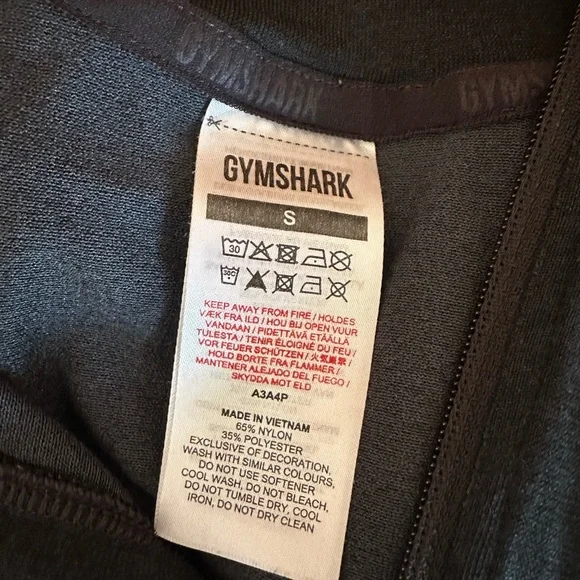 GYMSHARK
GYMS
GYMSHARK
S
30
30C
KEEP AWAY FROM FIRE / HOLDES
VÆK FRA ILD / HOU BIJ OPEN VUUR
VANDAAN / PIDETTÄVÄ ETÄÄLLÄ
TULESTA / TENIR ÉLOIGNÉ DU FEU /
VOR FEUER SCHÜTZEN / 火気厳禁 /
HOLD BORTE FRA FLAMMER /
MANTENER ALEJADO DEL FUEGO /
SKYDDA MOT ELD
A3A4P
MADE IN VIETNAM
65% NYLON
35% POLYESTER
EXCLUSIVE OF DECORATION,
WASH WITH SIMILAR COLOURS,
DO NOT USE SOFTENER
COOL WASH, DO NOT BLEACH,
DO NOT TUMBLE DRY, COOL
IRON, DO NOT DRY CLEAN